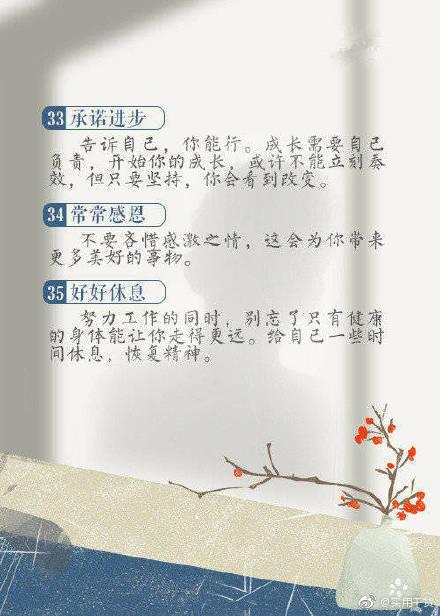 33 承诺进步
告诉自己，你能行。成长需要自己
负责，开始你的成长，或许不能立刻奏
效，但只要坚持，你会看到改变。
34 常常感恩
不要吝惜感激之情，这会为你带来
更多美好的事物。
35 好好休息
努力工作的同时，别忘了只有健康
的身体能让你走得更远。给自己一些时
间休息，恢复精神。
@实用干货